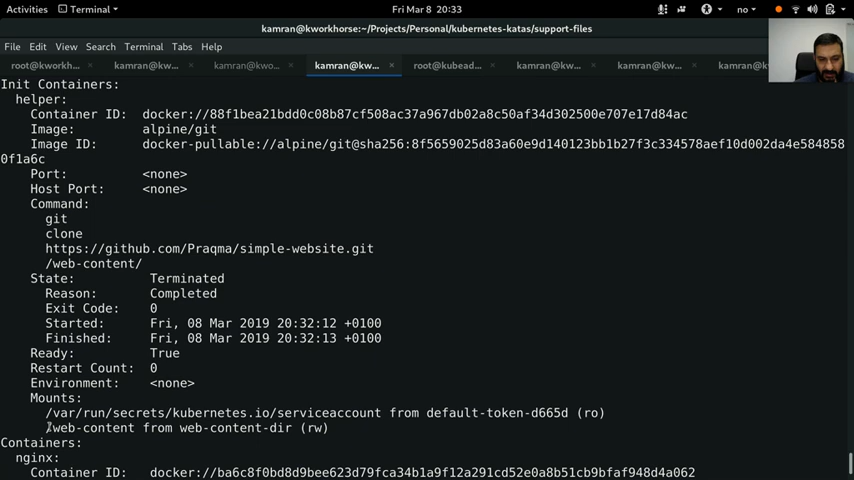 Activities Terminal Fri Mar 8 20:33 no
kamran@kworkhorse:~/Projects/Personal/kubernetes-katas/support-files
File Edit View Search Terminal Tabs Help
root@kworkh... × kamran@kw... × kamran@kwo... × kamran@kw... × root@kubead... × kamran@kw... × kamran@kw... × kamran@kw
Init Containers:
helper:
Container ID: docker://88f1bea21bdd0c08b87cf508ac37a967db02a8c50af34d302500e707e17d84ac
Image: alpine/git
Image ID: docker-pullable://alpine/git@sha256:8f5659025d83a60e9d140123bb1b27f3c334578aef10d002da4e584858
0f1a6c
Port: <none>
Host Port: <none>
Command:
git
clone
https://github.com/Praqma/simple-website.git
/web-content/
State: Terminated
Reason: Completed
Exit Code: 0
Started: Fri, 08 Mar 2019 20:32:12 +0100
Finished: Fri, 08 Mar 2019 20:32:13 +0100
Ready: True
Restart Count: 0
Environment: <none>
Mounts:
/var/run/secrets/kubernetes.io/serviceaccount from default-token-d665d (ro)
/web-content from web-content-dir (rw)
Containers:
nginx:
Container ID: docker://ba6c8f0bd8d9bee623d79fca34b1a9f12a291cd52e0a8b51cb9bfaf948d4a062